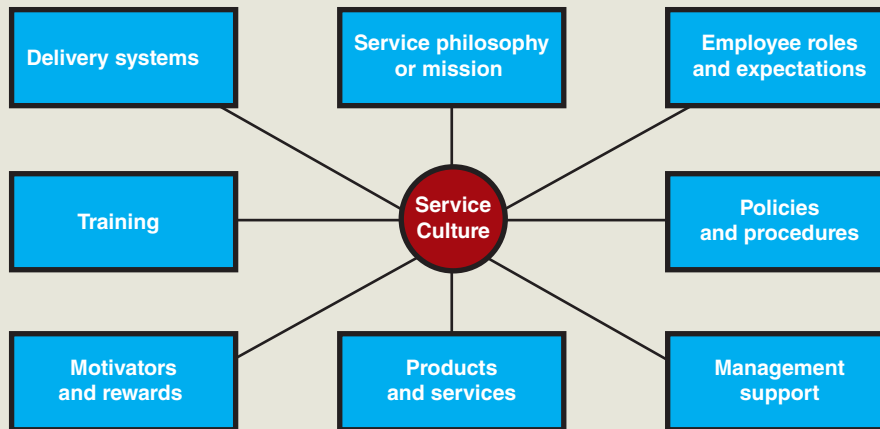 Delivery systems
Service philosophy
or mission
Employee roles
and expectations
Training
Service
Culture
Policies
and procedures
Motivators
and rewards
Products
and services
Management
support